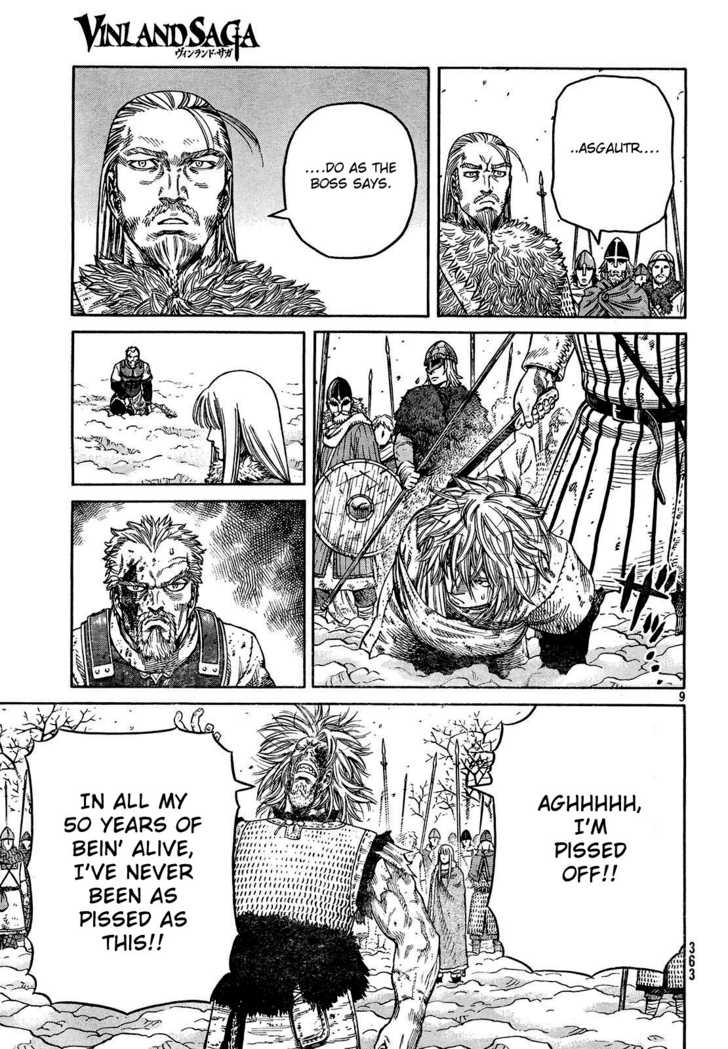 VINLAND SAGA
ヴィンランド・サガ
..ASGAUTR....
....DO AS THE
BOSS SAYS.
9
AGHHHHH,
I'M
PISSED
OFF!!
IN ALL MY
50 YEARS OF
BEIN' ALIVE,
I'VE NEVER
BEEN AS
PISSED AS
THIS!!
363